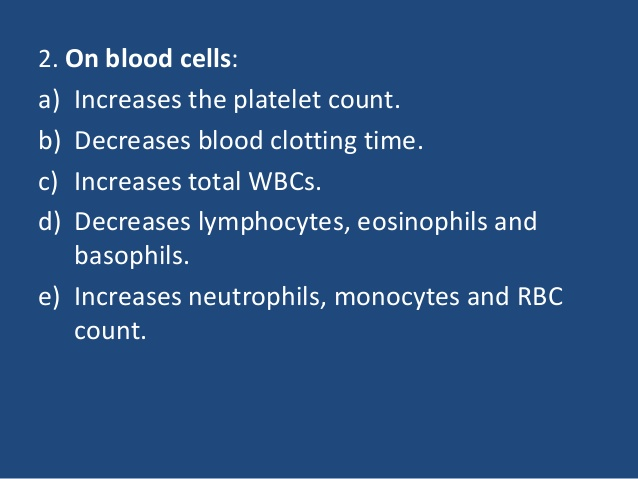 2. On blood cells:
a) Increases the platelet count.
b) Decreases blood clotting time.
c) Increases total WBCs.
d) Decreases lymphocytes, eosinophils and
basophils.
e) Increases neutrophils, monocytes and RBC
count.